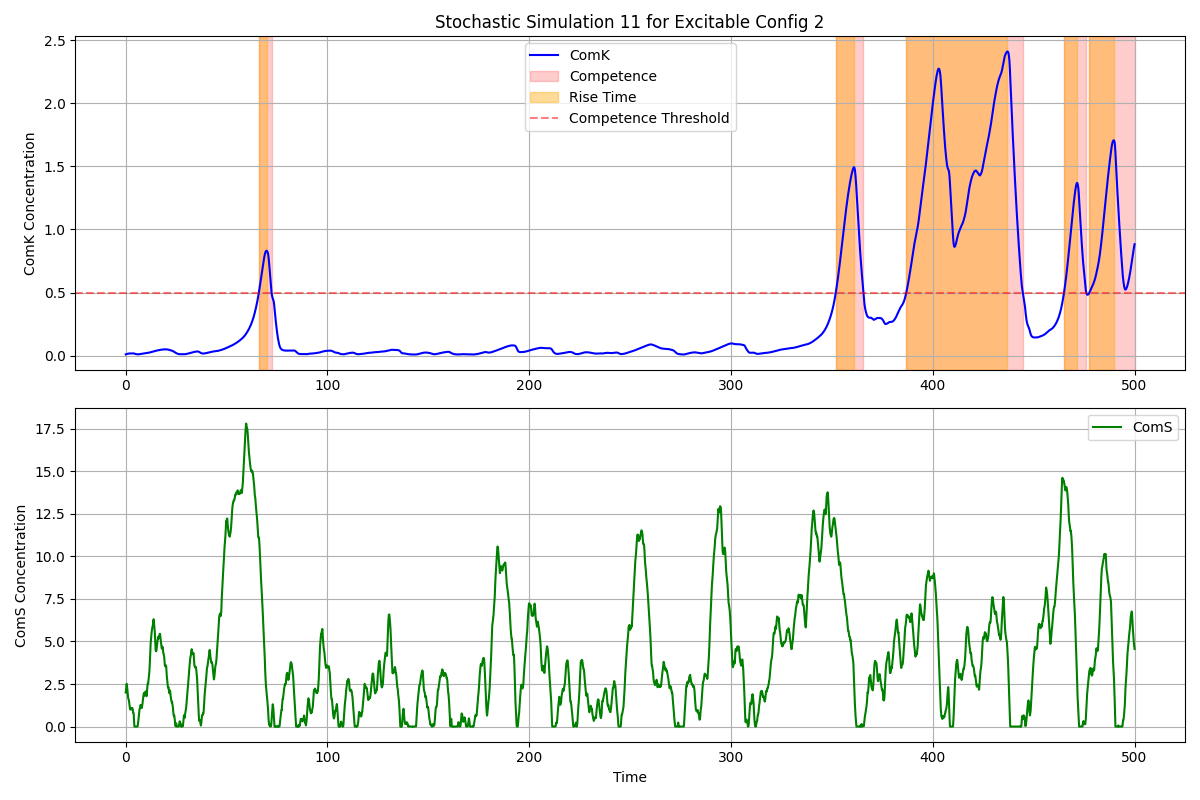 Stochastic Simulation 11 for Excitable Config 2
ComK Concentration
2.5
2.0
1.5
1.0
0.5
0.0
ComK
Competence
Rise Time
Competence Threshold
0 100 200 300 400 500
ComS Concentration
17.5
15.0
12.5
10.0
7.5
5.0
2.5
0.0
ComS
0 100 200 300 400 500
Time